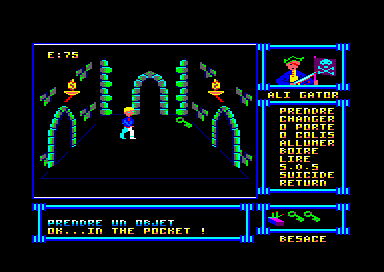 E:75
ALI GATOR
PRENDRE
CHANGER
O PORTE
O COLIS
ALLUMER
BOIRE
LIRE
S.O.S
SUICIDE
RETURN
PRENDRE UN OBJET
OK...IN THE POCKET !
BESACE